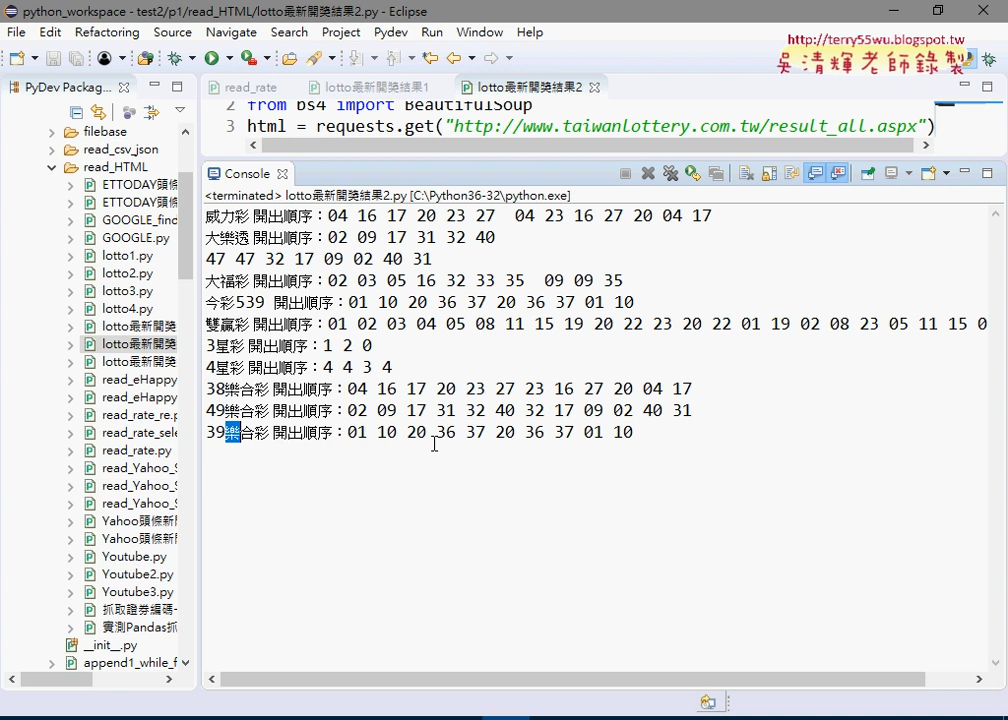 python_workspace - test2/p1/read_HTML/lotto最新開獎結果2.py - Eclipse
File Edit Refactoring Source Navigate Search Project Pydev Run Window Help
http://terry55wu.blogspot.tw
吳清輝老師錄製
PyDev Packag...
read_rate
lotto最新開獎結果1
lotto最新開獎結果2
2 from bs4 import BeautifulSoup
3 html = requests.get("http://www.taiwanlottery.com.tw/result_all.aspx")
filebase
read_csv_json
read_HTML
ETTODAY頭條
ETTODAY頭條
GOOGLE_find
GOOGLE.py
lotto1.py
lotto2.py
lotto3.py
lotto4.py
lotto最新開獎
lotto最新開獎
lotto最新開獎
read_eHappy
read_eHappy
read_rate_re.p
read_rate_sele
read_rate.py
read_Yahoo_S
read_Yahoo_S
read_Yahoo_S
Yahoo頭條新聞
Yahoo頭條新聞
Youtube.py
Youtube2.py
Youtube3.py
抓取證券編碼-
實測Pandas抓
__init__.py
append1_while_f
Console
<terminated> lotto最新開獎結果2.py [C:\Python36-32\python.exe]
威力彩 開出順序：04 16 17 20 23 27  04 23 16 27 20 04 17
大樂透 開出順序：02 09 17 31 32 40
47 47 32 17 09 02 40 31
大福彩 開出順序：02 03 05 16 32 33 35  09 09 35
今彩539 開出順序：01 10 20 36 37 20 36 37 01 10
雙贏彩 開出順序：01 02 03 04 05 08 11 15 19 20 22 23 20 22 01 19 02 08 23 05 11 15 0
3星彩 開出順序：1 2 0
4星彩 開出順序：4 4 3 4
38樂合彩 開出順序：04 16 17 20 23 27 23 16 27 20 04 17
49樂合彩 開出順序：02 09 17 31 32 40 32 17 09 02 40 31
39樂合彩 開出順序：01 10 20 36 37 20 36 37 01 10